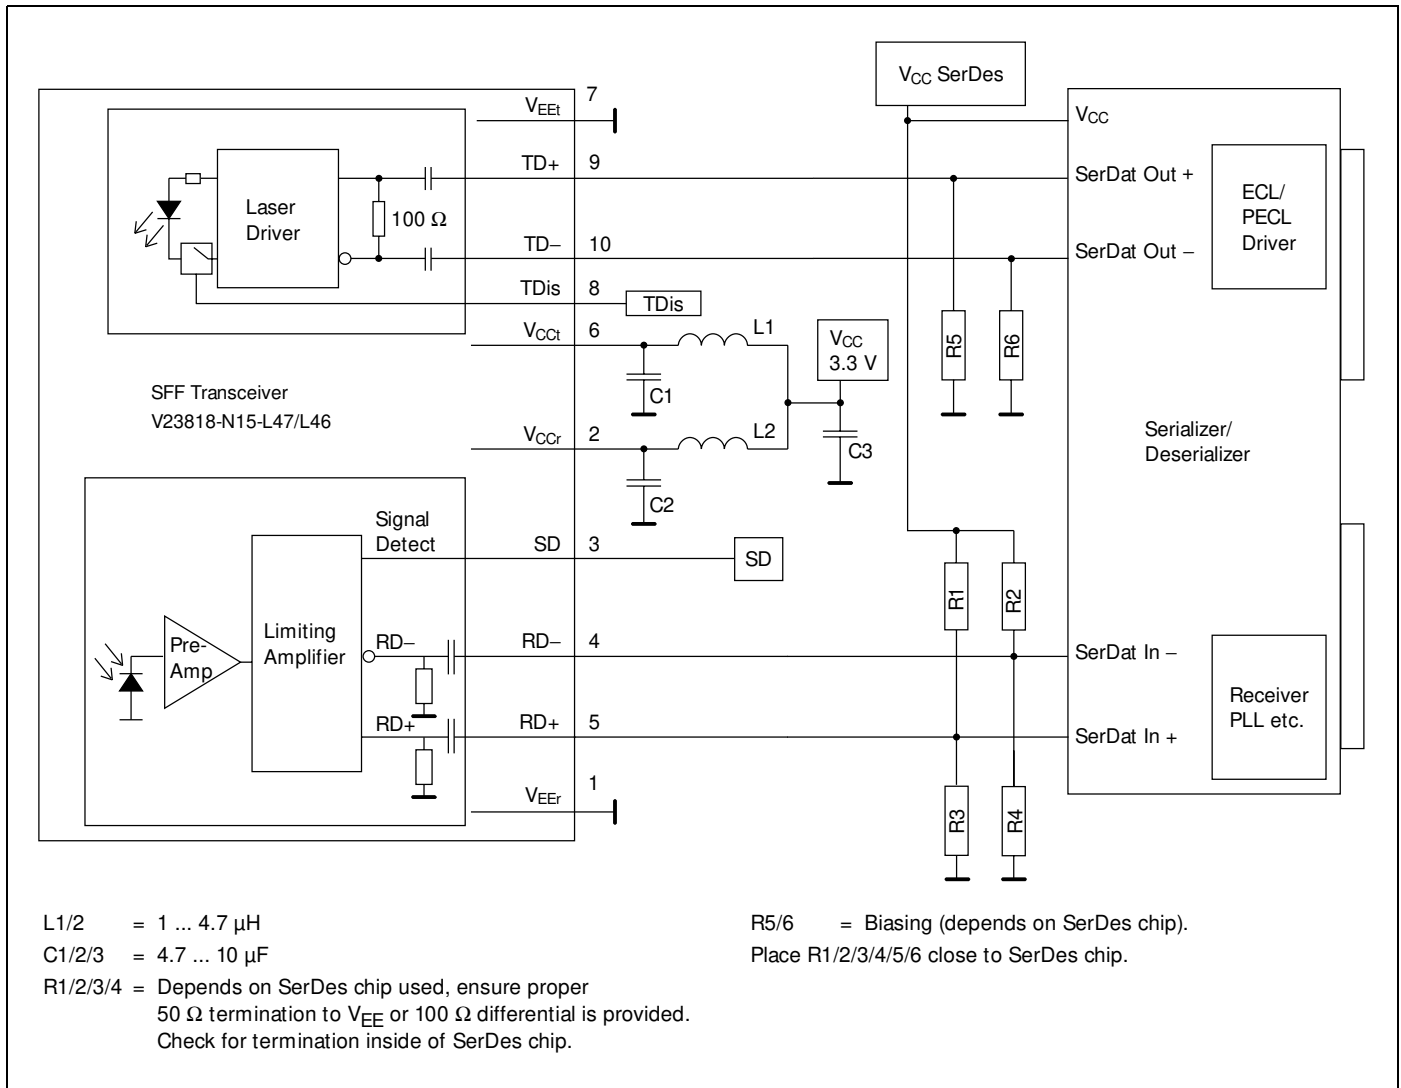 V_CC SerDes
V_EEt
7
V_CC
TD+
9
SerDat Out +
Laser
Driver
100 Ω
ECL/
PECL
Driver
TD−
10
SerDat Out −
TDis
8
TDis
V_CCt
6
L1
V_CC
3.3 V
R5
R6
C1
SFF Transceiver
V23818-N15-L47/L46
V_CCr
2
L2
C3
Serializer/
Deserializer
C2
Signal
Detect
SD
3
SD
R1
R2
Pre-
Amp
Limiting
Amplifier
RD−
RD−
4
SerDat In −
Receiver
PLL etc.
RD+
RD+
5
SerDat In +
V_EEr
1
R3
R4
L1/2 = 1 ... 4.7 µH
C1/2/3 = 4.7 ... 10 µF
R1/2/3/4 = Depends on SerDes chip used, ensure proper
50 Ω termination to V_EE or 100 Ω differential is provided.
Check for termination inside of SerDes chip.
R5/6 = Biasing (depends on SerDes chip).
Place R1/2/3/4/5/6 close to SerDes chip.